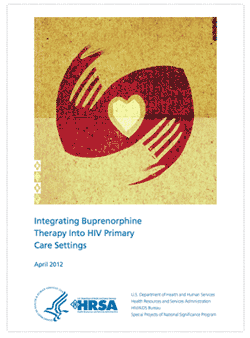 Integrating Buprenorphine
Therapy Into HIV Primary
Care Settings
April 2012
HRSA
U.S. Department of Health and Human Services
Health Resources and Services Administration
HIV/AIDS Bureau
Special Projects of National Significance Program